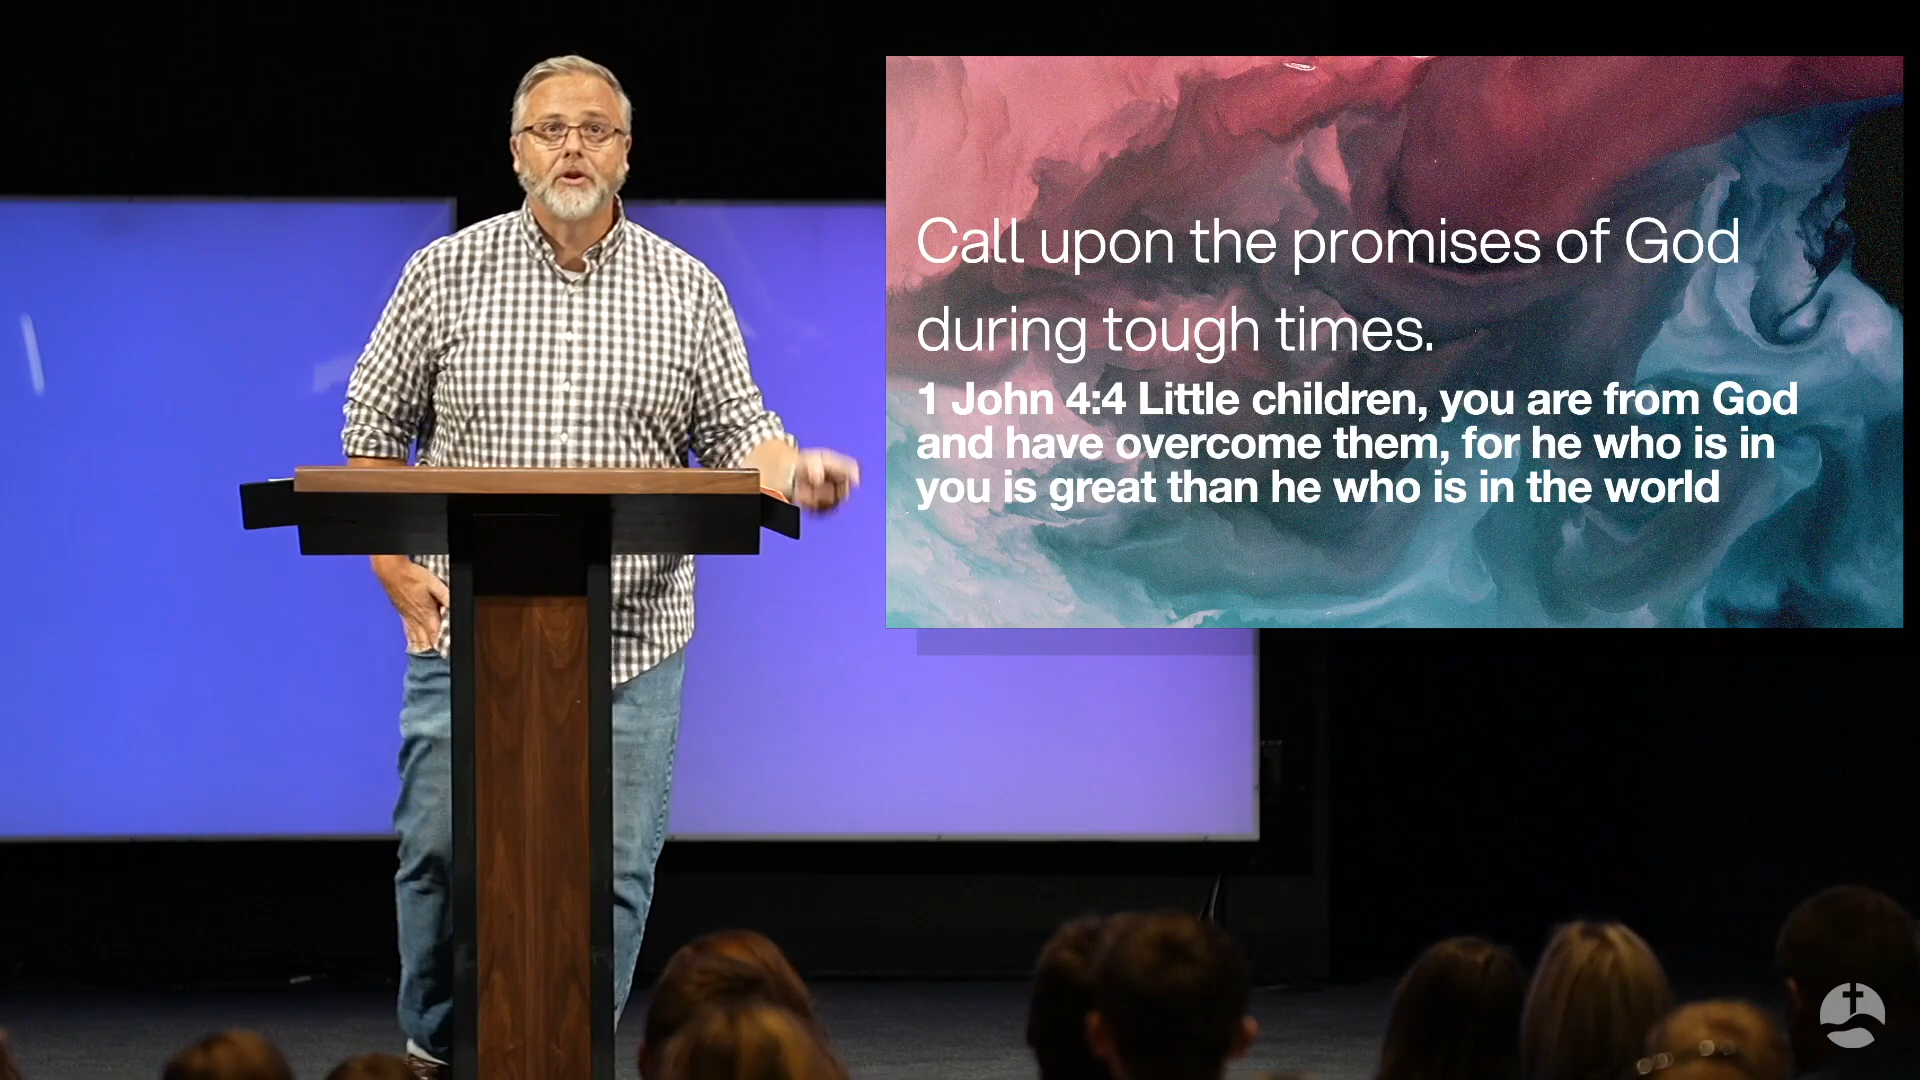 Call upon the promises of God
during tough times.
1 John 4:4 Little children, you are from God
and have overcome them, for he who is in
you is great than he who is in the world